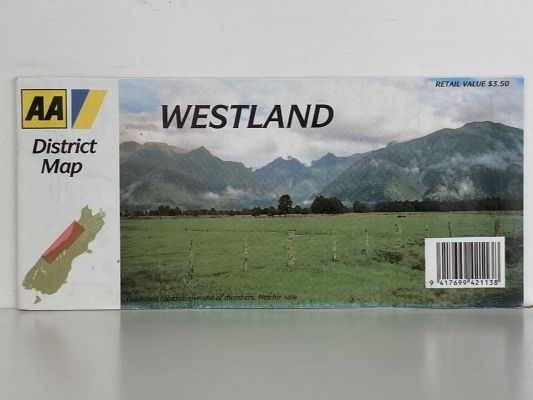 AA
District
Map
WESTLAND
RETAIL VALUE $3.50
Published for exclusive use of members. Not for sale
9 417699 421138